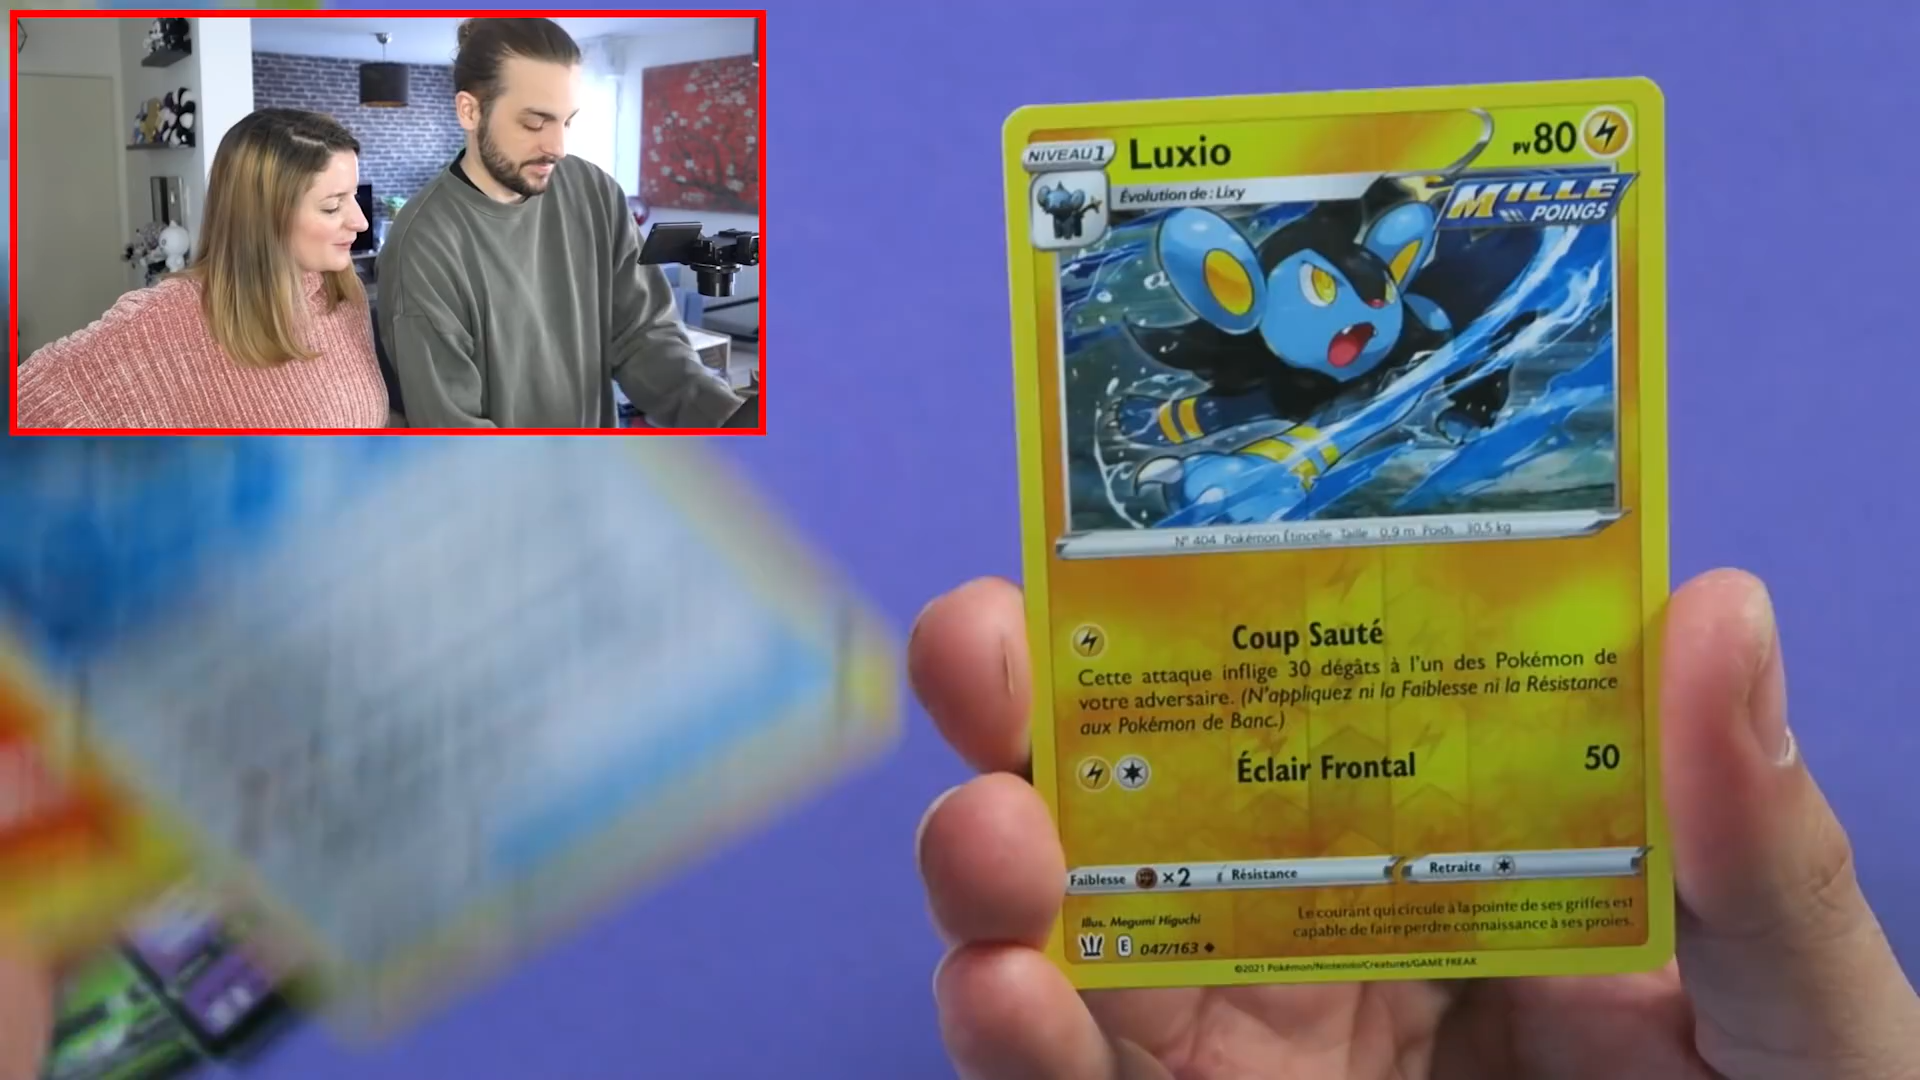 NIVEAU 1 Luxio PV 80
Évolution de : Lixy
MILLE
POINGS
N° 404 Pokémon Étincelle Taille : 0,9 m Poids : 30,5 kg
Coup Sauté
Cette attaque inflige 30 dégâts à l'un des Pokémon de
votre adversaire. (N'appliquez ni la Faiblesse ni la Résistance
aux Pokémon de Banc.)
Éclair Frontal 50
Faiblesse ×2 Résistance Retraite
Illus. Megumi Higuchi
Le courant qui circule à la pointe de ses griffes est
capable de faire perdre connaissance à ses proies.
E 047/163
©2021 Pokémon/Nintendo/Creatures/GAME FREAK